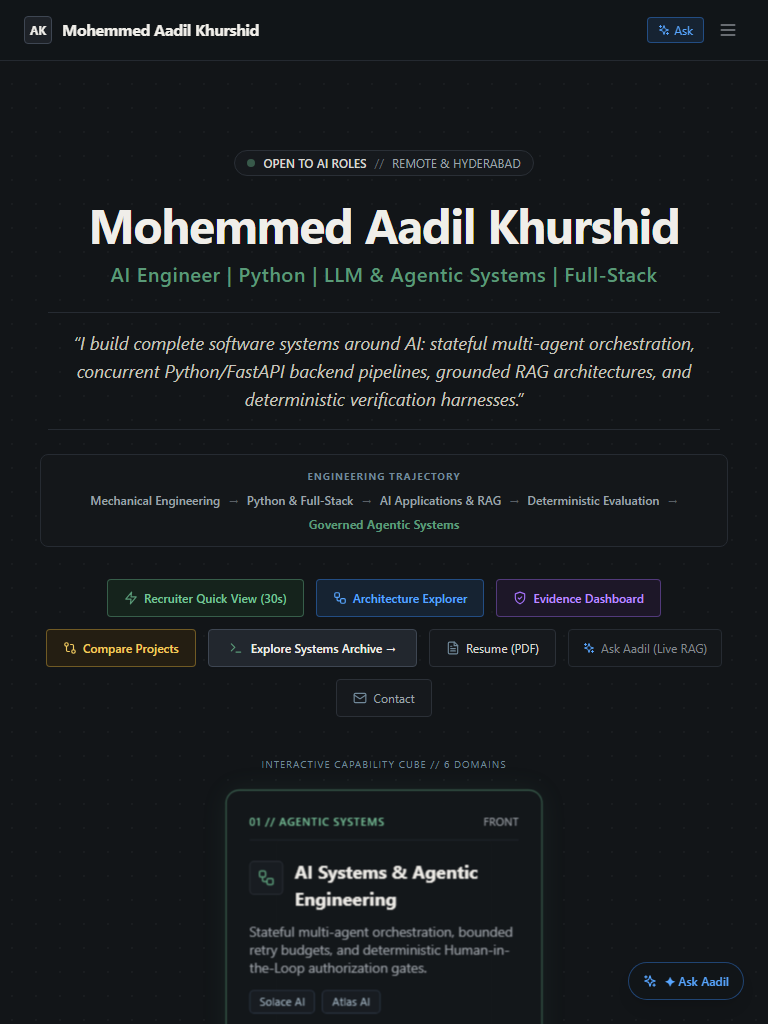 AK Mohemmed Aadil Khurshid Ask
OPEN TO AI ROLES // REMOTE & HYDERABAD
Mohemmed Aadil Khurshid
AI Engineer | Python | LLM & Agentic Systems | Full-Stack
“I build complete software systems around AI: stateful multi-agent orchestration,
concurrent Python/FastAPI backend pipelines, grounded RAG architectures, and
deterministic verification harnesses.”
ENGINEERING TRAJECTORY
Mechanical Engineering → Python & Full-Stack → AI Applications & RAG → Deterministic Evaluation →
Governed Agentic Systems
Recruiter Quick View (30s) Architecture Explorer Evidence Dashboard
Compare Projects Explore Systems Archive → Resume (PDF) Ask Aadil (Live RAG)
Contact
INTERACTIVE CAPABILITY CUBE // 6 DOMAINS
01 // AGENTIC SYSTEMS FRONT
AI Systems & Agentic
Engineering
Stateful multi-agent orchestration, bounded
retry budgets, and deterministic Human-in-
the-Loop authorization gates.
Solace AI Atlas AI
✦ Ask Aadil